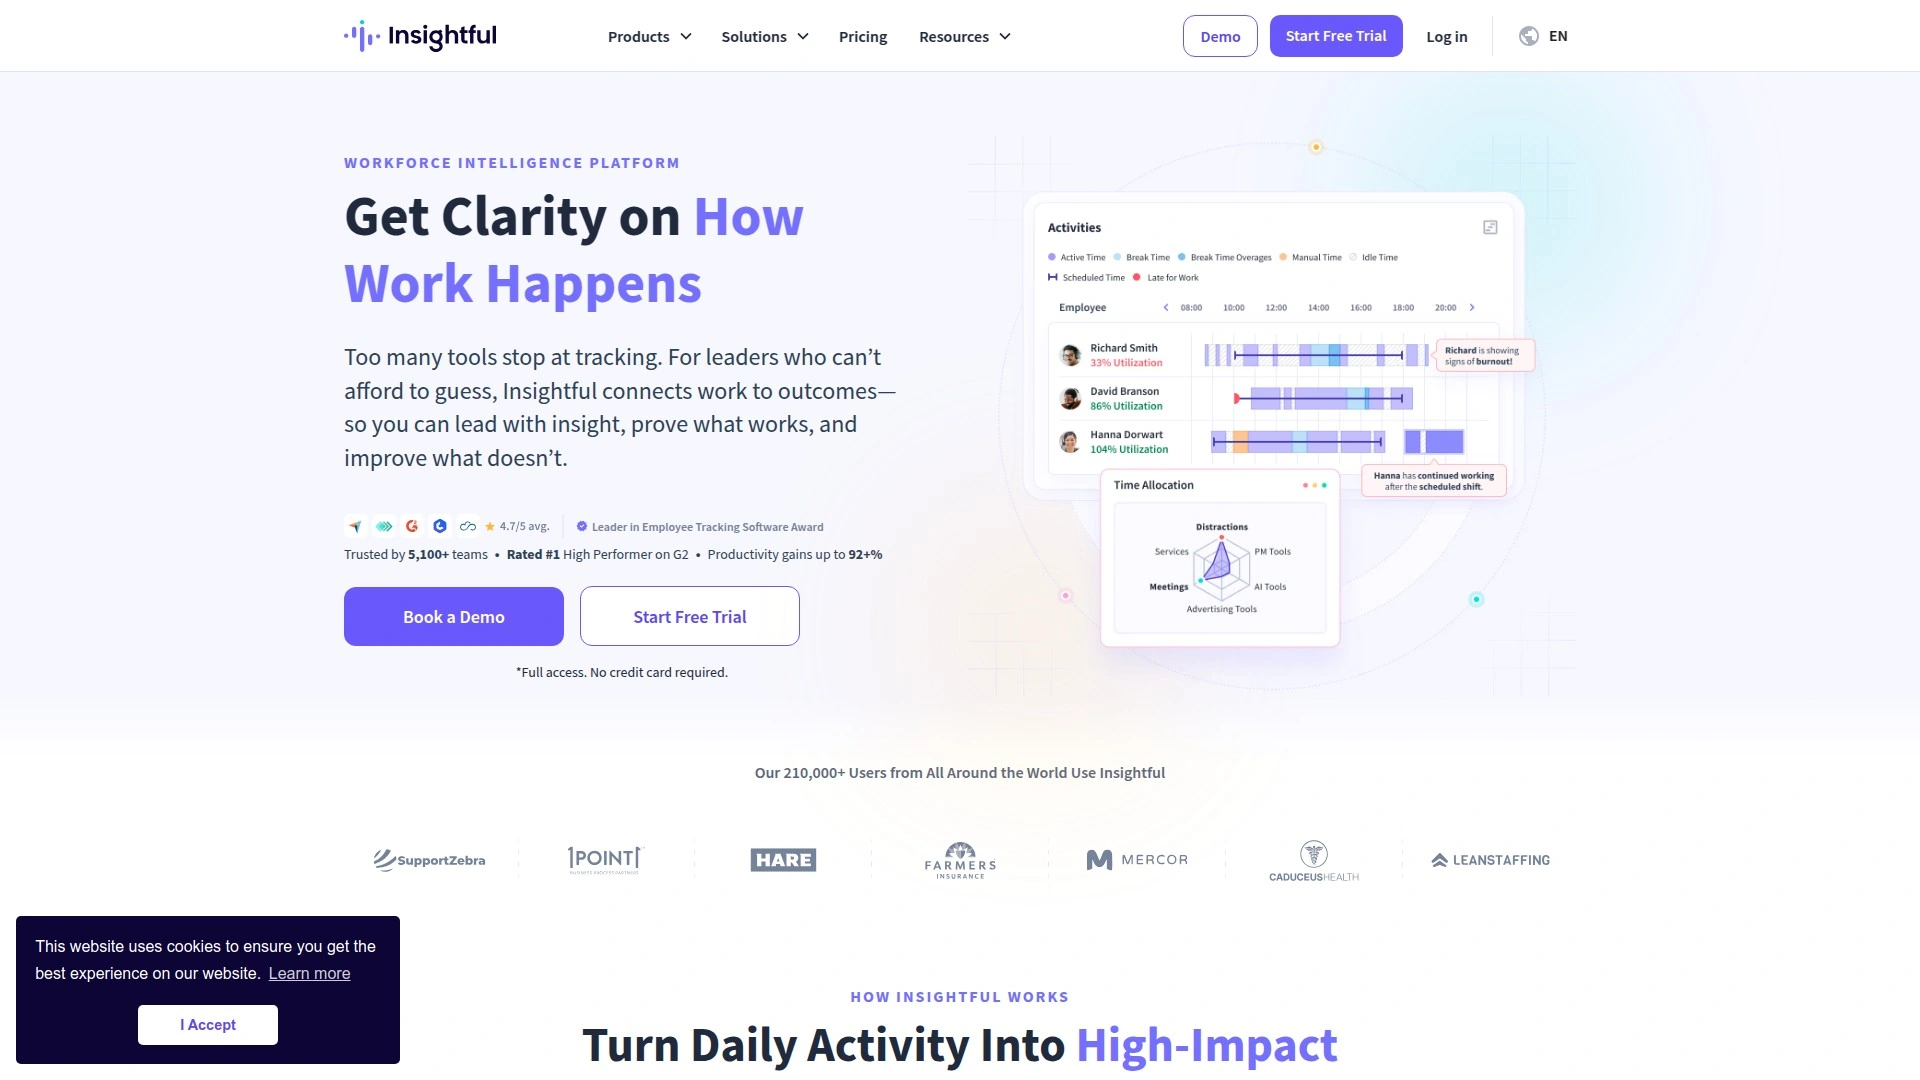 Insightful
Products
Solutions
Pricing
Resources
Demo
Start Free Trial
Log in
EN
WORKFORCE INTELLIGENCE PLATFORM
Get Clarity on How
Work Happens
Too many tools stop at tracking. For leaders who can’t
afford to guess, Insightful connects work to outcomes—
so you can lead with insight, prove what works, and
improve what doesn’t.
4.7/5 avg.
Leader in Employee Tracking Software Award
Trusted by 5,100+ teams • Rated #1 High Performer on G2 • Productivity gains up to 92+%
Book a Demo
Start Free Trial
*Full access. No credit card required.
Activities
Active Time
Break Time
Break Time Overages
Manual Time
Idle Time
Scheduled Time
Late for Work
Employee
08:00
10:00
12:00
14:00
16:00
18:00
20:00
Richard Smith
33% Utilization
Richard is showing
signs of burnout!
David Branson
86% Utilization
Hanna Dorwart
104% Utilization
Hanna has continued working
after the scheduled shift.
Time Allocation
Distractions
Services
PM Tools
Meetings
AI Tools
Advertising Tools
Our 210,000+ Users from All Around the World Use Insightful
SupportZebra
1POINT1
HARE
FARMERS
INSURANCE
MERCOR
CADUCEUSHEALTH
LEANSTAFFING
This website uses cookies to ensure you get the
best experience on our website. Learn more
I Accept
HOW INSIGHTFUL WORKS
Turn Daily Activity Into High-Impact